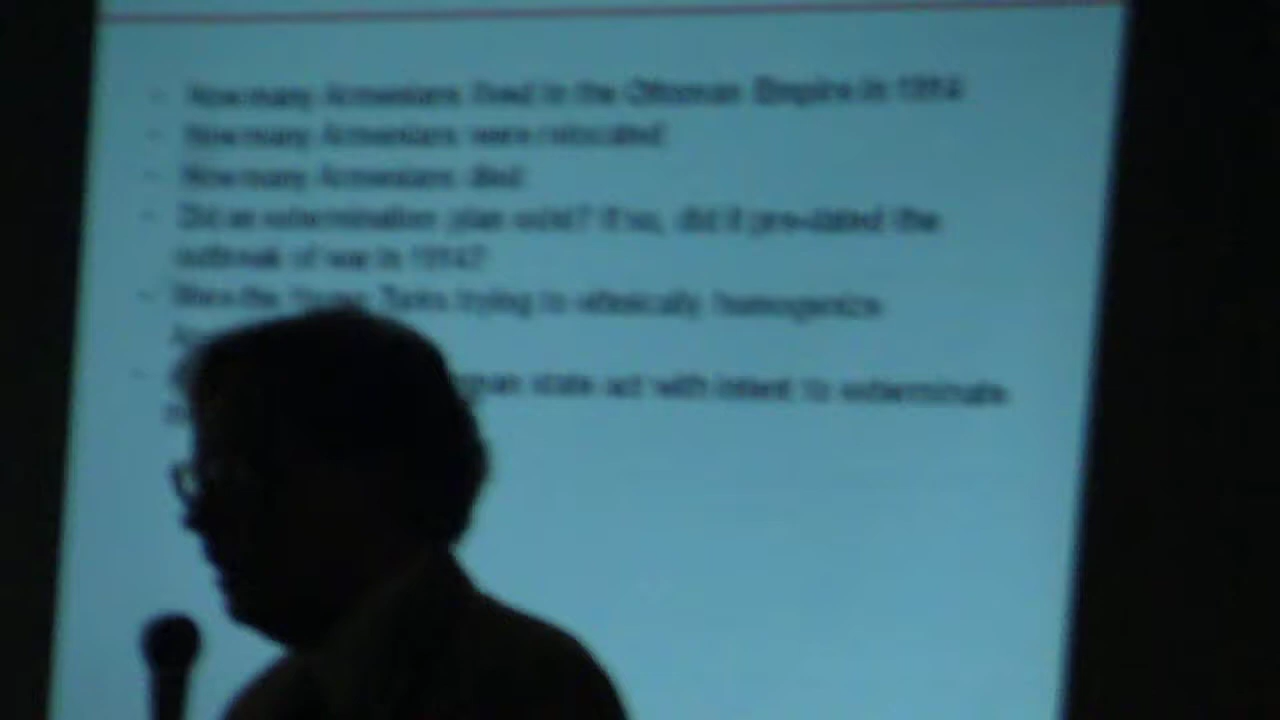 - How many Armenians lived in the Ottoman Empire in 1914
- How many Armenians were relocated
- How many Armenians died
- Did an extermination plan exist? If so, did it pre-dated the
outbreak of war in 1914?
- Were the Young Turks trying to ethnically homogenize
- state act with intent to exterminate